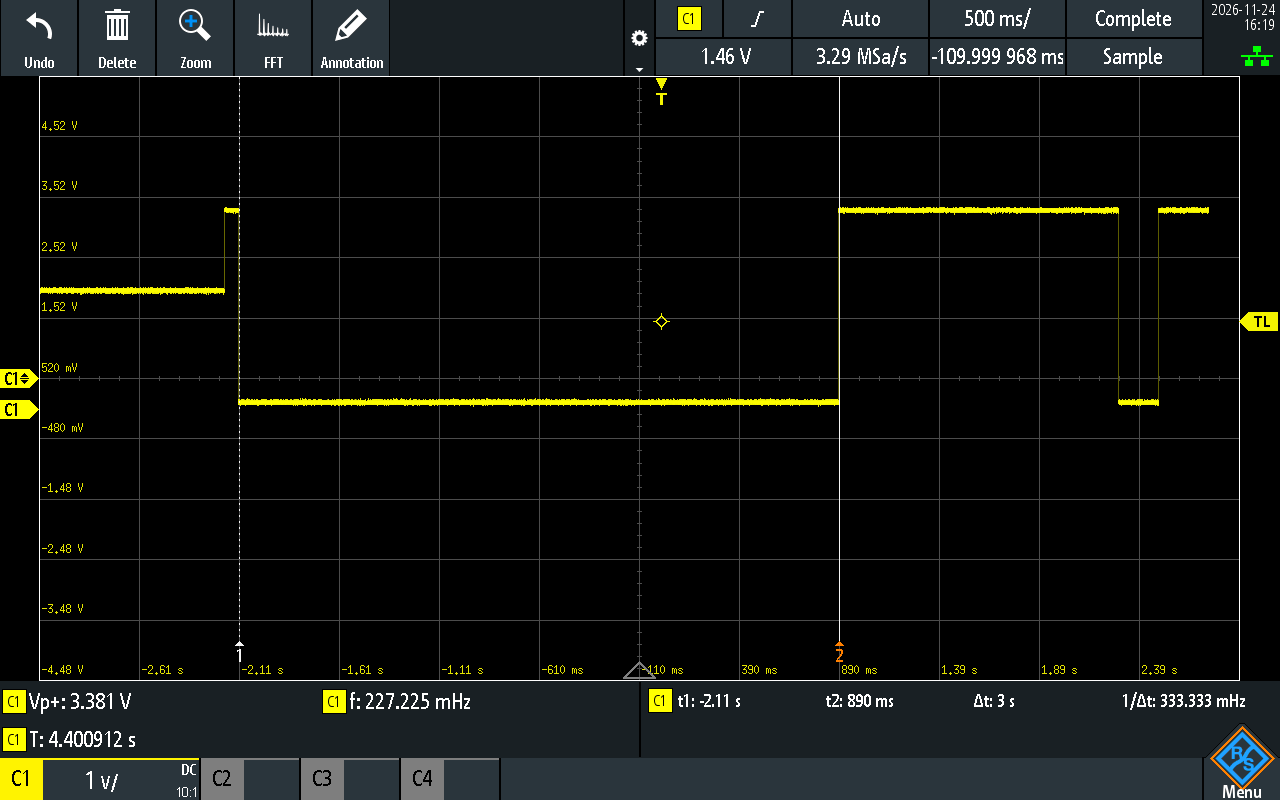 Undo
Delete
Zoom
FFT
Annotation
C1 Auto 500 ms/ Complete
1.46 V 3.29 MSa/s -109.999 968 ms Sample
2026-11-24
16:19
T
4.52 V
3.52 V
2.52 V
1.52 V
520 mV
-480 mV
-1.48 V
-2.48 V
-3.48 V
-4.48 V
C1
C1
TL
1
2
-2.61 s
-2.11 s
-1.61 s
-1.11 s
-610 ms
-110 ms
390 ms
890 ms
1.39 s
1.89 s
2.39 s
C1 Vp+: 3.381 V
C1 f: 227.225 mHz
C1 t1: -2.11 s t2: 890 ms Δt: 3 s 1/Δt: 333.333 mHz
C1 T: 4.400912 s
C1 1 V/ DC
10:1
C2
C3
C4
R S
Menu